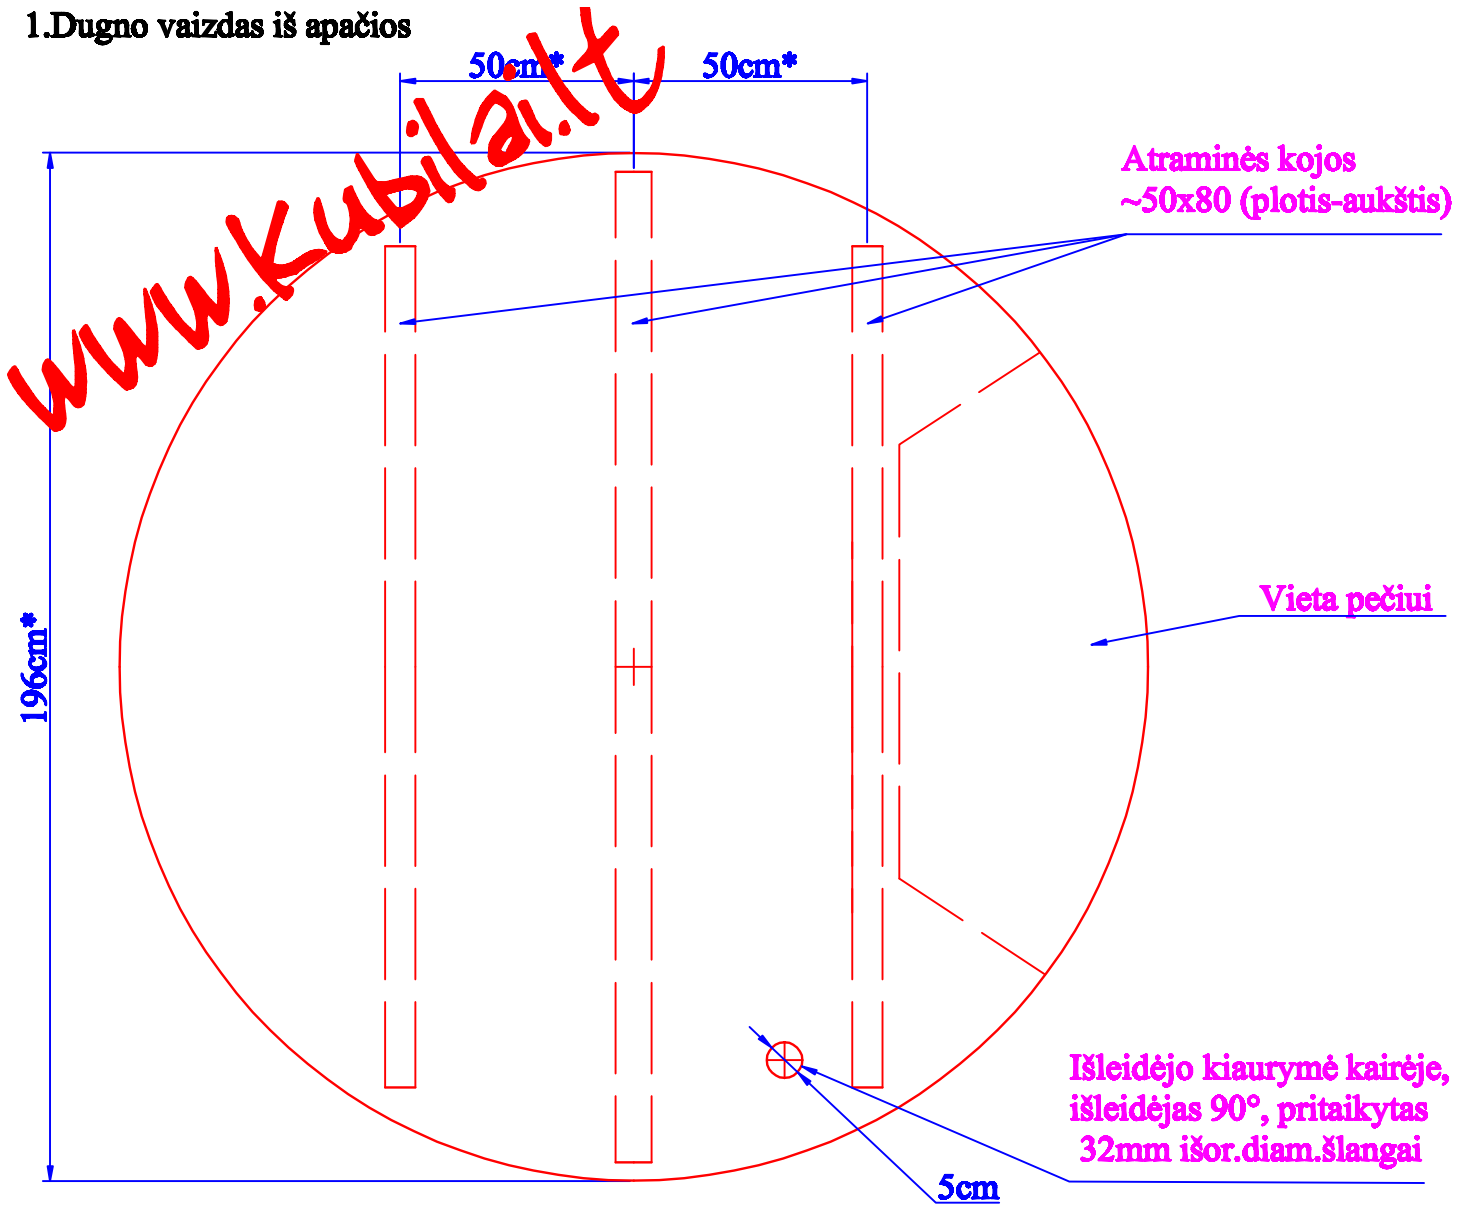 1.Dugno vaizdas iš apačios
50cm*
50cm*
www.kubilai.lt
Atraminės kojos
~50x80 (plotis-aukštis)
196cm*
Vieta pečiui
Išleidėjo kiaurymė kairėje,
išleidėjas 90°, pritaikytas
32mm išor.diam.šlangai
5cm